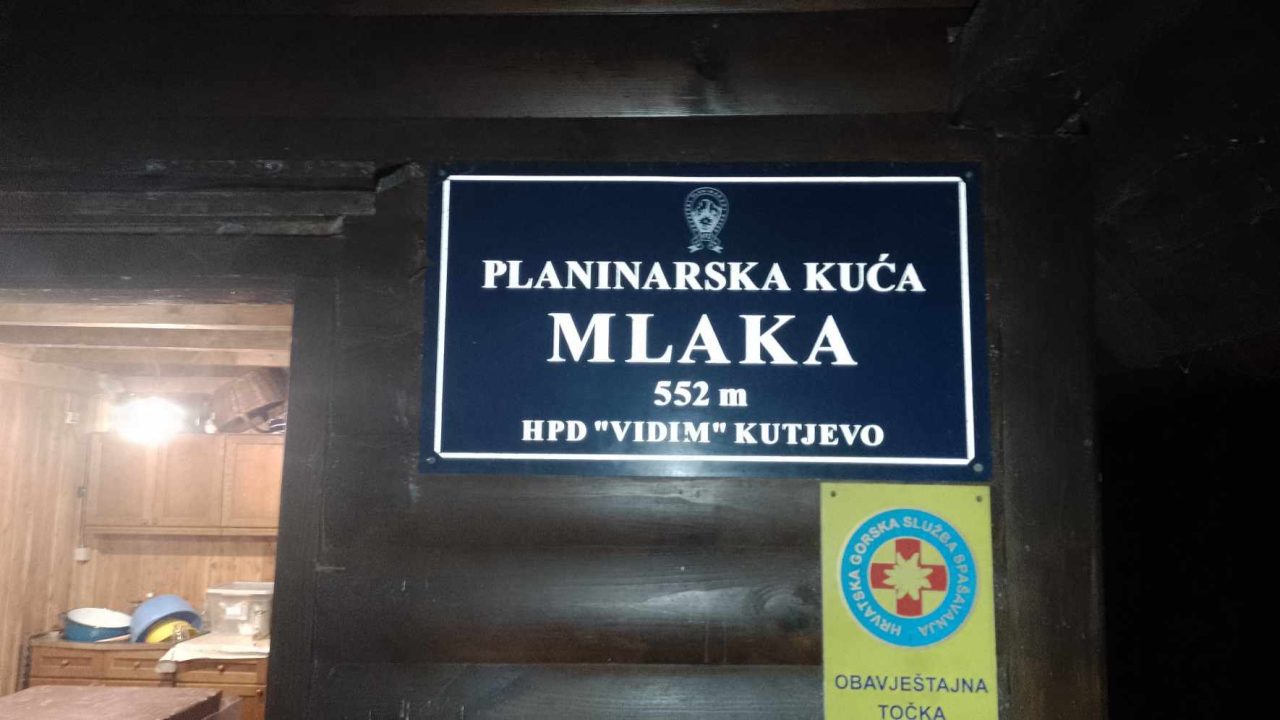 PLANINARSKA KUĆA
MLAKA
552 m
HPD "VIDIM" KUTJEVO
HRVATSKA GORSKA SLUŽBA SPAŠAVANJA
OBAVJEŠTAJNA
TOČKA